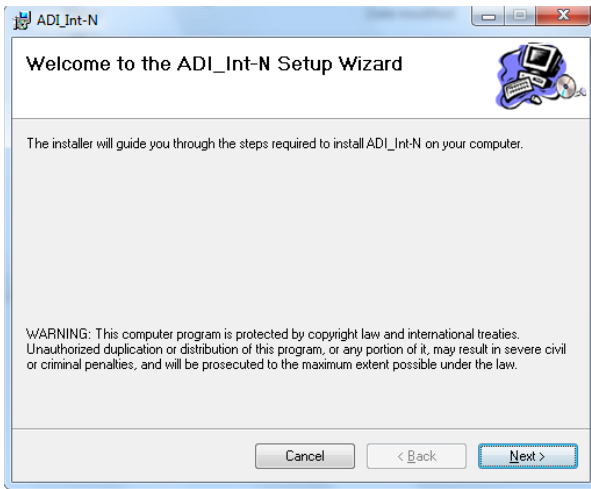 ADI_Int-N
Welcome to the ADI_Int-N Setup Wizard
The installer will guide you through the steps required to install ADI_Int-N on your computer.
WARNING: This computer program is protected by copyright law and international treaties.
Unauthorized duplication or distribution of this program, or any portion of it, may result in severe civil
or criminal penalties, and will be prosecuted to the maximum extent possible under the law.
Cancel
< Back
Next >